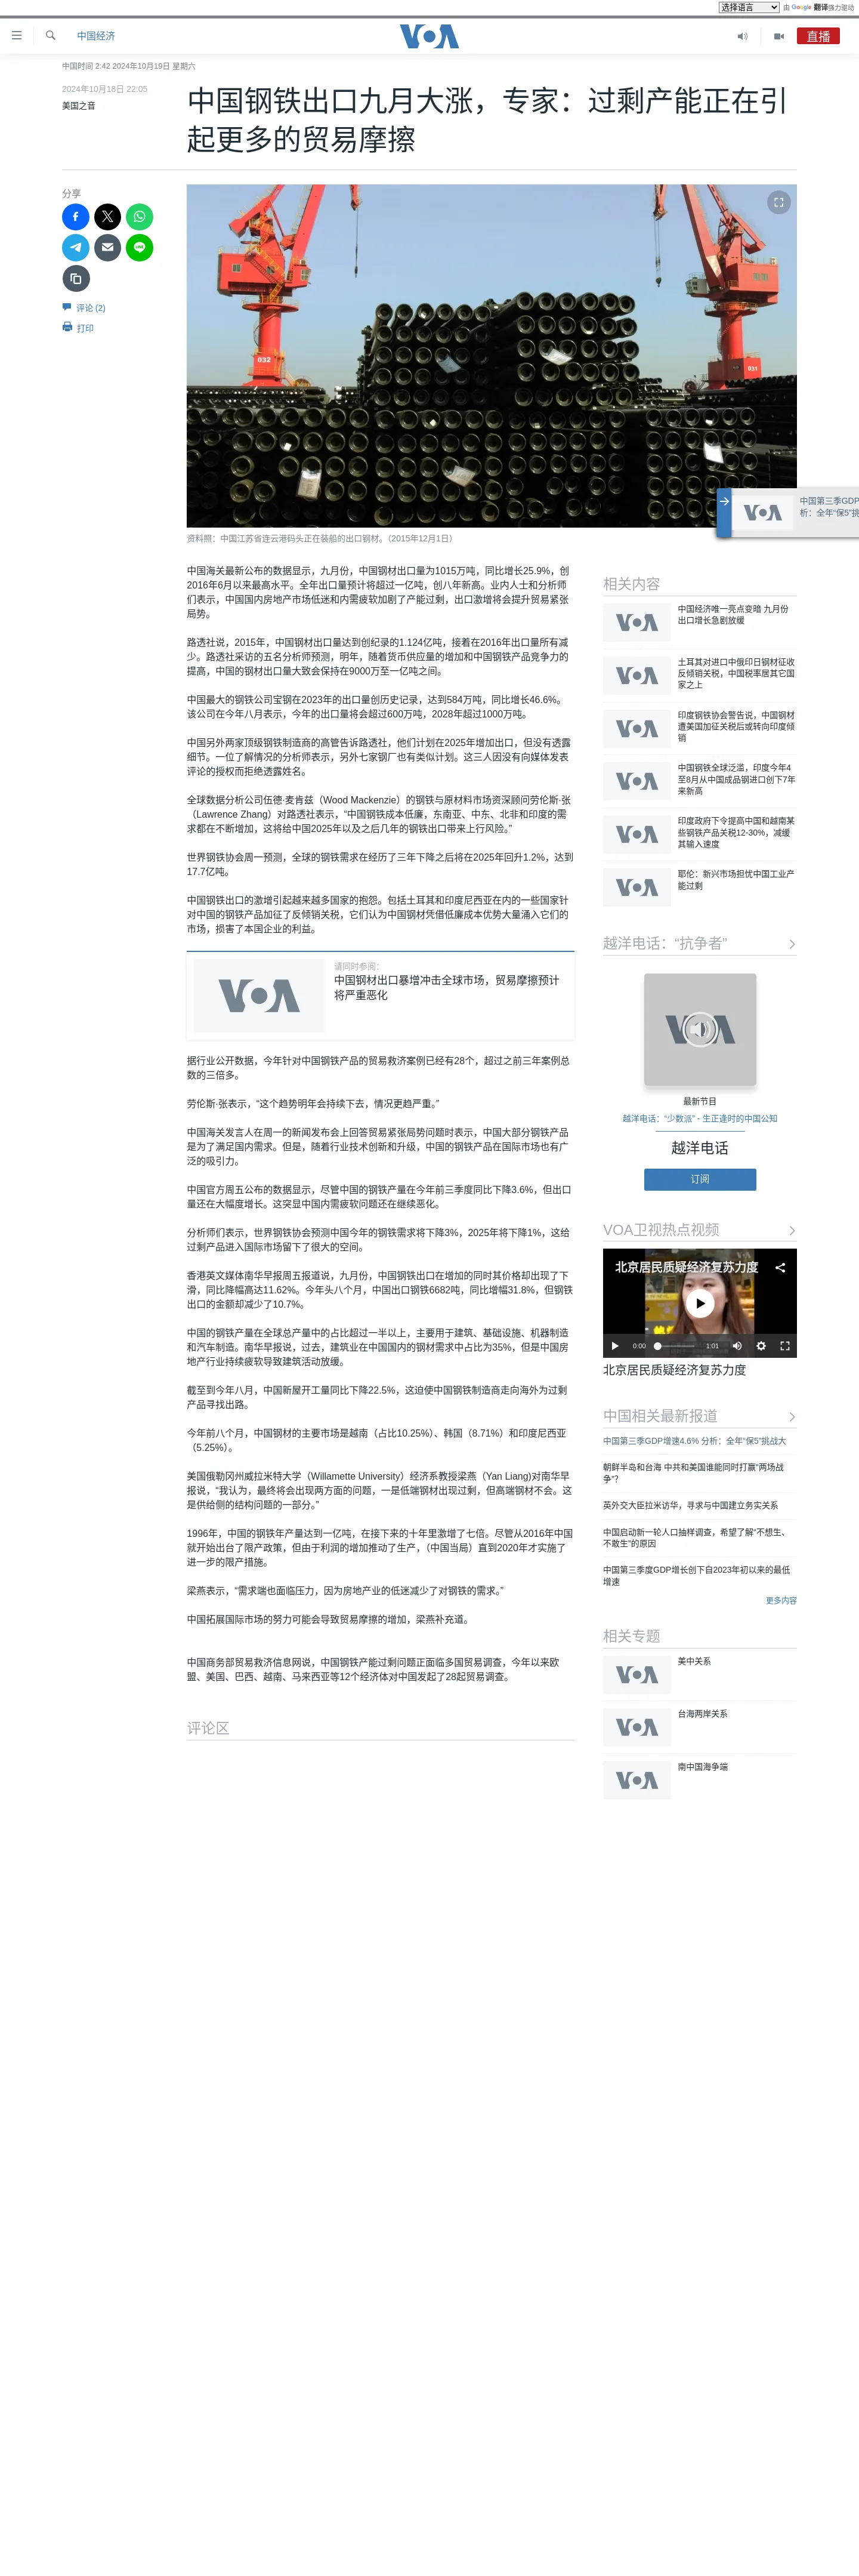 选择语言 由 Google 翻译强力驱动
中国经济
VOA
直播
中国时间 2:42 2024年10月19日 星期六
2024年10月18日 22:05
美国之音
中国钢铁出口九月大涨，专家：过剩产能正在引
起更多的贸易摩擦
分享
评论 (2)
打印
032
031
资料照：中国江苏省连云港码头正在装船的出口钢材。（2015年12月1日）
中国第三季GDP
析：全年“保5”挑
中国海关最新公布的数据显示，九月份，中国钢材出口量为1015万吨，同比增长25.9%，创
2016年6月以来最高水平。全年出口量预计将超过一亿吨，创八年新高。业内人士和分析师
们表示，中国国内房地产市场低迷和内需疲软加剧了产能过剩，出口激增将会提升贸易紧张
局势。
路透社说，2015年，中国钢材出口量达到创纪录的1.124亿吨，接着在2016年出口量所有减
少。路透社采访的五名分析师预测，明年，随着货币供应量的增加和中国钢铁产品竞争力的
提高，中国的钢材出口量大致会保持在9000万至一亿吨之间。
中国最大的钢铁公司宝钢在2023年的出口量创历史记录，达到584万吨，同比增长46.6%。
该公司在今年八月表示，今年的出口量将会超过600万吨，2028年超过1000万吨。
中国另外两家顶级钢铁制造商的高管告诉路透社，他们计划在2025年增加出口，但没有透露
细节。一位了解情况的分析师表示，另外七家钢厂也有类似计划。这三人因没有向媒体发表
评论的授权而拒绝透露姓名。
全球数据分析公司伍德·麦肯兹（Wood Mackenzie）的钢铁与原材料市场资深顾问劳伦斯·张
（Lawrence Zhang）对路透社表示，“中国钢铁成本低廉，东南亚、中东、北非和印度的需
求都在不断增加，这将给中国2025年以及之后几年的钢铁出口带来上行风险。”
世界钢铁协会周一预测，全球的钢铁需求在经历了三年下降之后将在2025年回升1.2%，达到
17.7亿吨。
中国钢铁出口的激增引起越来越多国家的抱怨。包括土耳其和印度尼西亚在内的一些国家针
对中国的钢铁产品加征了反倾销关税，它们认为中国钢材凭借低廉成本优势大量涌入它们的
市场，损害了本国企业的利益。
VOA
请同时参阅：
中国钢材出口暴增冲击全球市场，贸易摩擦预计
将严重恶化
据行业公开数据，今年针对中国钢铁产品的贸易救济案例已经有28个，超过之前三年案例总
数的三倍多。
劳伦斯·张表示，“这个趋势明年会持续下去，情况更趋严重。”
中国海关发言人在周一的新闻发布会上回答贸易紧张局势问题时表示，中国大部分钢铁产品
是为了满足国内需求。但是，随着行业技术创新和升级，中国的钢铁产品在国际市场也有广
泛的吸引力。
中国官方周五公布的数据显示，尽管中国的钢铁产量在今年前三季度同比下降3.6%，但出口
量还在大幅度增长。这突显中国内需疲软问题还在继续恶化。
分析师们表示，世界钢铁协会预测中国今年的钢铁需求将下降3%，2025年将下降1%，这给
过剩产品进入国际市场留下了很大的空间。
香港英文媒体南华早报周五报道说，九月份，中国钢铁出口在增加的同时其价格却出现了下
滑，同比降幅高达11.62%。今年头八个月，中国出口钢铁6682吨，同比增幅31.8%，但钢铁
出口的金额却减少了10.7%。
中国的钢铁产量在全球总产量中的占比超过一半以上，主要用于建筑、基础设施、机器制造
和汽车制造。南华早报说，过去，建筑业在中国国内的钢材需求中占比为35%，但是中国房
地产行业持续疲软导致建筑活动放缓。
截至到今年八月，中国新屋开工量同比下降22.5%，这迫使中国钢铁制造商走向海外为过剩
产品寻找出路。
今年前八个月，中国钢材的主要市场是越南（占比10.25%）、韩国（8.71%）和印度尼西亚
（5.25%）。
美国俄勒冈州威拉米特大学（Willamette University）经济系教授梁燕（Yan Liang)对南华早
报说，“我认为，最终将会出现两方面的问题，一是低端钢材出现过剩，但高端钢材不会。这
是供给侧的结构问题的一部分。”
1996年，中国的钢铁年产量达到一亿吨，在接下来的十年里激增了七倍。尽管从2016年中国
就开始出台了限产政策，但由于利润的增加推动了生产，（中国当局）直到2020年才实施了
进一步的限产措施。
梁燕表示，“需求端也面临压力，因为房地产业的低迷减少了对钢铁的需求。”
中国拓展国际市场的努力可能会导致贸易摩擦的增加，梁燕补充道。
中国商务部贸易救济信息网说，中国钢铁产能过剩问题正面临多国贸易调查，今年以来欧
盟、美国、巴西、越南、马来西亚等12个经济体对中国发起了28起贸易调查。
评论区
相关内容
中国经济唯一亮点变暗 九月份
出口增长急剧放缓
土耳其对进口中俄印日钢材征收
反倾销关税，中国税率居其它国
家之上
印度钢铁协会警告说，中国钢材
遭美国加征关税后或转向印度倾
销
中国钢铁全球泛滥，印度今年4
至8月从中国成品钢进口创下7年
来新高
印度政府下令提高中国和越南某
些钢铁产品关税12-30%，减缓
其输入速度
耶伦：新兴市场担忧中国工业产
能过剩
越洋电话：“抗争者”
最新节目
越洋电话：“少数派” - 生正逢时的中国公知
越洋电话
订阅
VOA卫视热点视频
北京居民质疑经济复苏力度
0:00 1:01
北京居民质疑经济复苏力度
中国相关最新报道
中国第三季GDP增速4.6% 分析：全年“保5”挑战大
朝鲜半岛和台海 中共和美国谁能同时打赢“两场战
争”？
英外交大臣拉米访华，寻求与中国建立务实关系
中国启动新一轮人口抽样调查，希望了解“不想生、
不敢生”的原因
中国第三季度GDP增长创下自2023年初以来的最低
增速
更多内容
相关专题
美中关系
台海两岸关系
南中国海争端